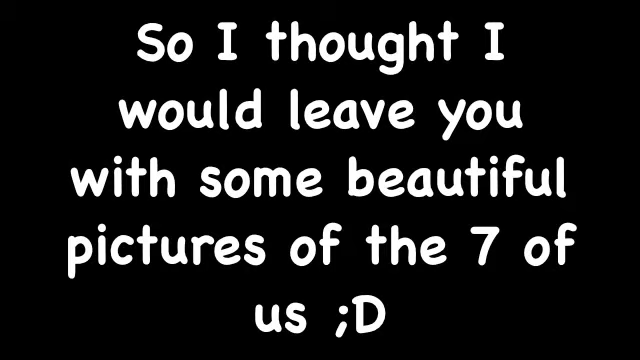 So I thought I
would leave you
with some beautiful
pictures of the 7 of
us ;D